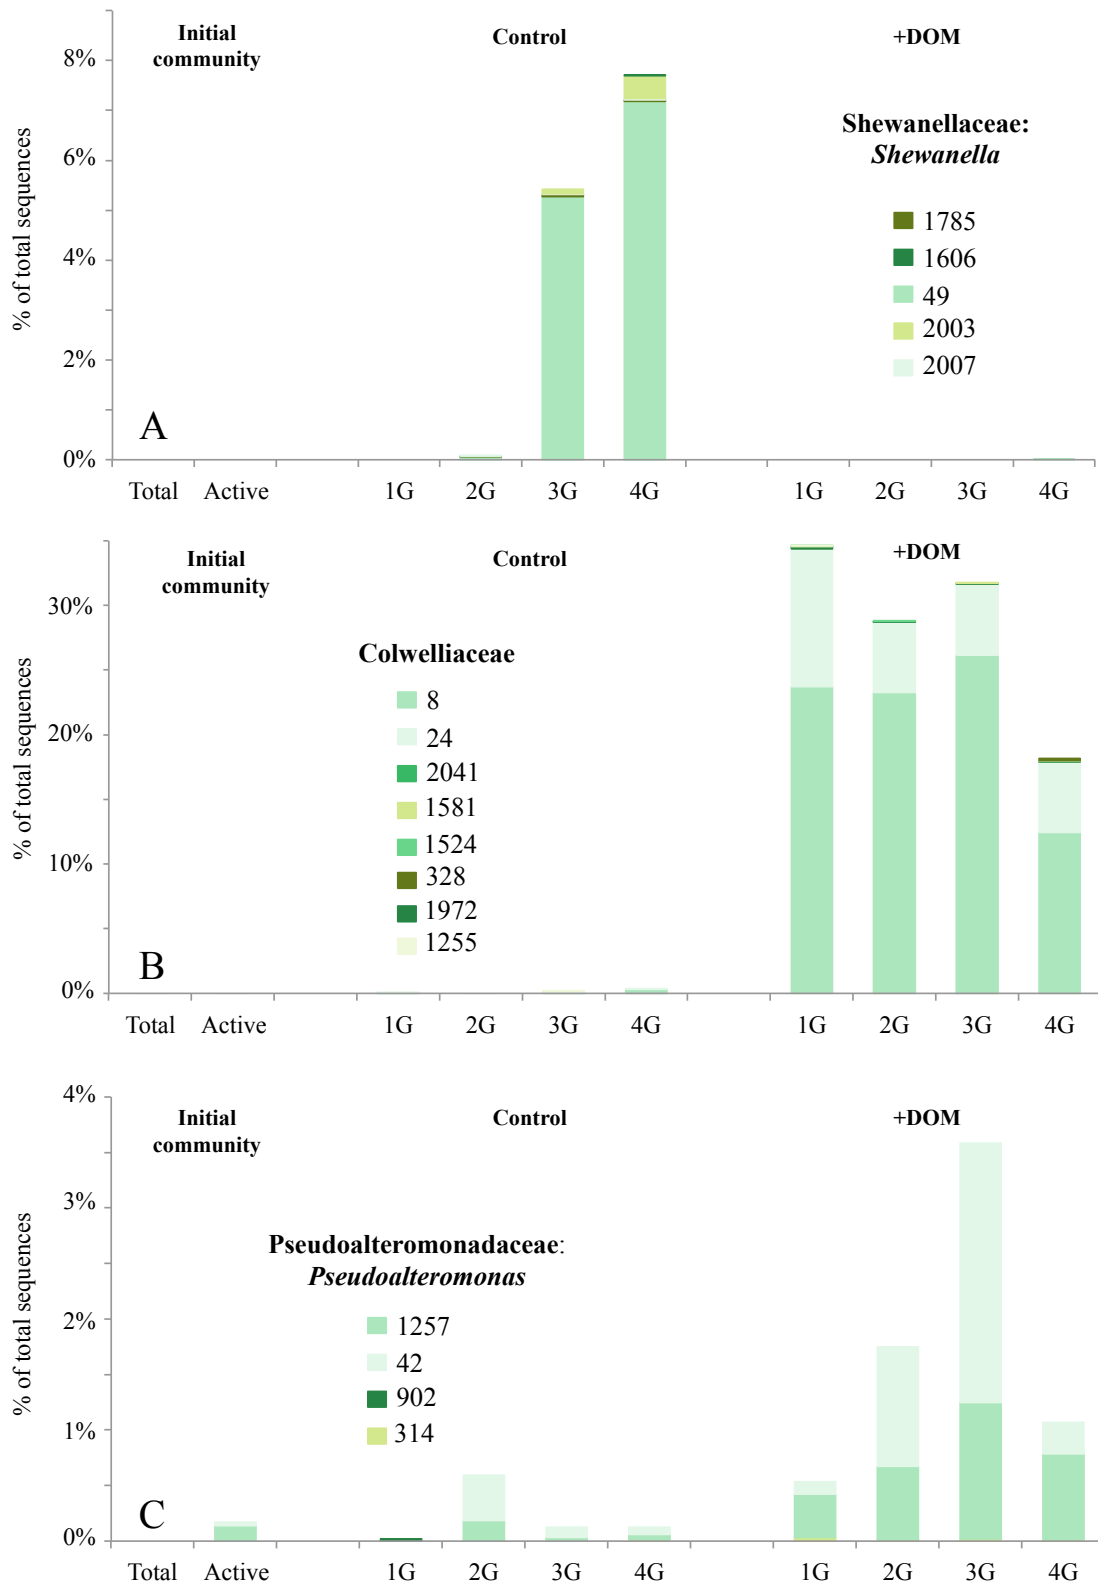 Initial
community
Control
+DOM
8%
6%
4%
2%
0%
% of total sequences
Shewanellaceae:
Shewanella
1785
1606
49
2003
2007
A
Total Active 1G 2G 3G 4G 1G 2G 3G 4G
Initial
community
Control
+DOM
30%
20%
10%
0%
% of total sequences
Colwelliaceae
8
24
2041
1581
1524
328
1972
1255
B
Total Active 1G 2G 3G 4G 1G 2G 3G 4G
Initial
community
Control
+DOM
4%
3%
2%
1%
0%
% of total sequences
Pseudoalteromonadaceae:
Pseudoalteromonas
1257
42
902
314
C
Total Active 1G 2G 3G 4G 1G 2G 3G 4G